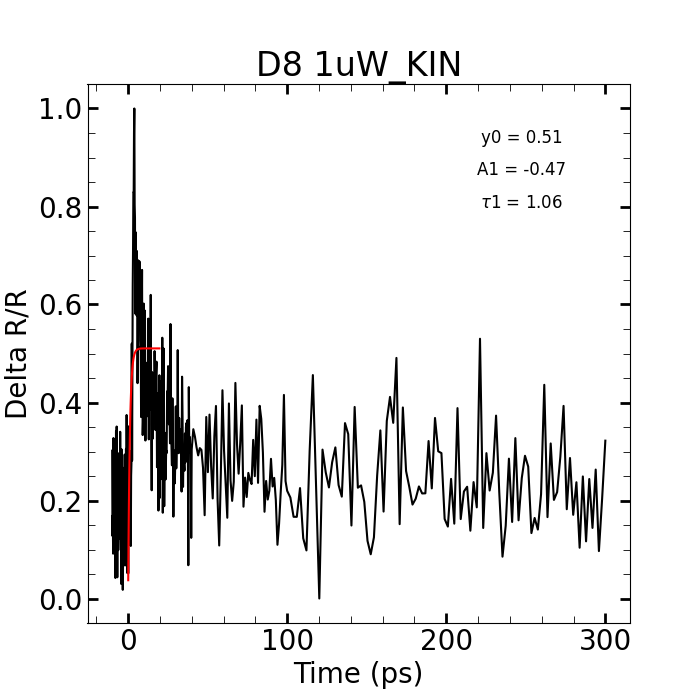 D8 1uW_KIN
y0 = 0.51
A1 = -0.47
τ1 = 1.06
1.0
0.8
0.6
0.4
0.2
0.0
Delta R/R
0 100 200 300
Time (ps)